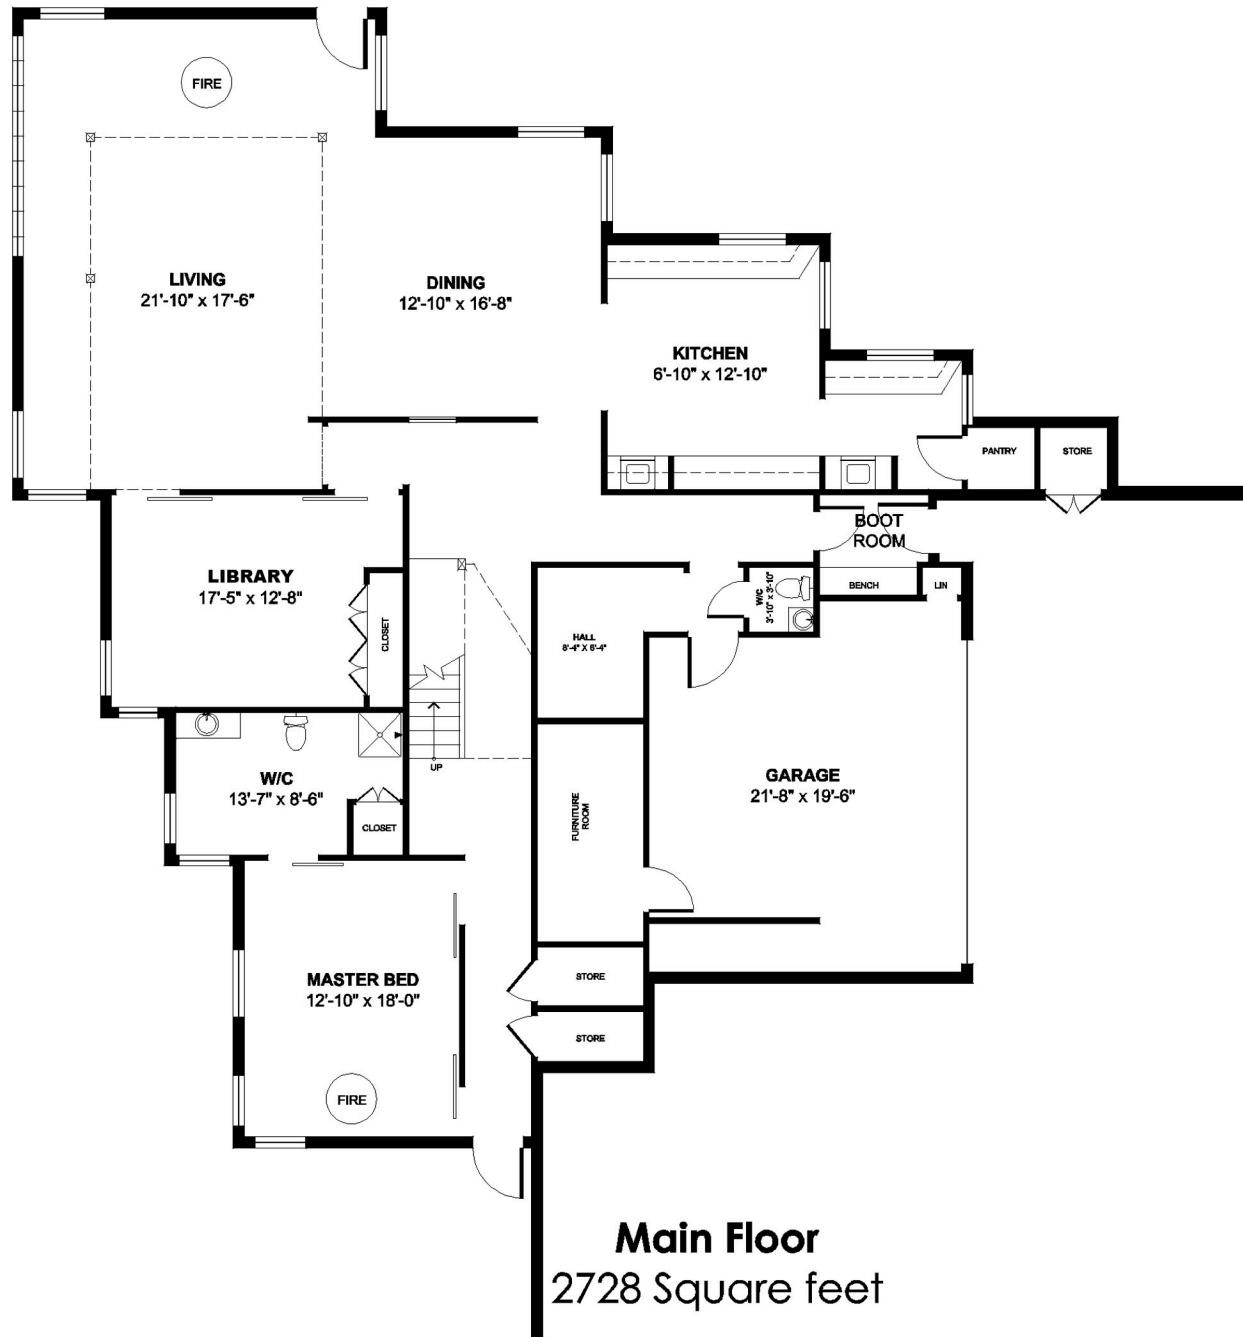 FIRE
LIVING
21'-10" x 17'-6"
DINING
12'-10" x 16'-8"
KITCHEN
6'-10" x 12'-10"
PANTRY
STORE
BOOT
ROOM
BENCH
LIN
LIBRARY
17'-5" x 12'-8"
CLOSET
W/C
3'-10" x 3'-10"
HALL
8'-4" X 6'-4"
UP
W/C
13'-7" x 8'-6"
CLOSET
FURNITURE
ROOM
GARAGE
21'-8" x 19'-6"
MASTER BED
12'-10" x 18'-0"
STORE
STORE
FIRE
Main Floor
2728 Square feet